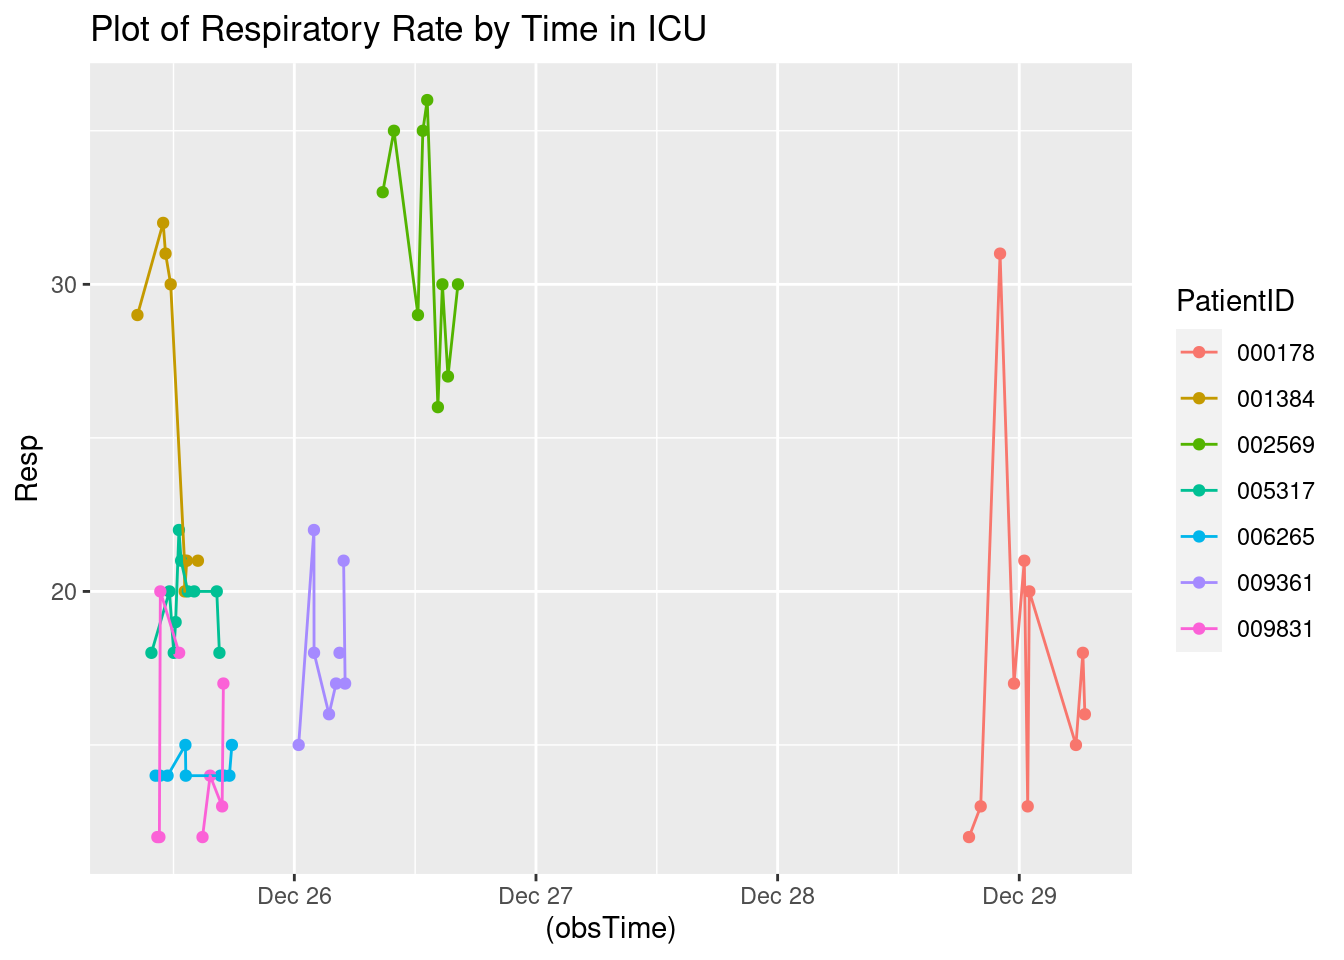 Plot of Respiratory Rate by Time in ICU
Resp
30
20
Dec 26
Dec 27
Dec 28
Dec 29
(obsTime)
PatientID
000178
001384
002569
005317
006265
009361
009831